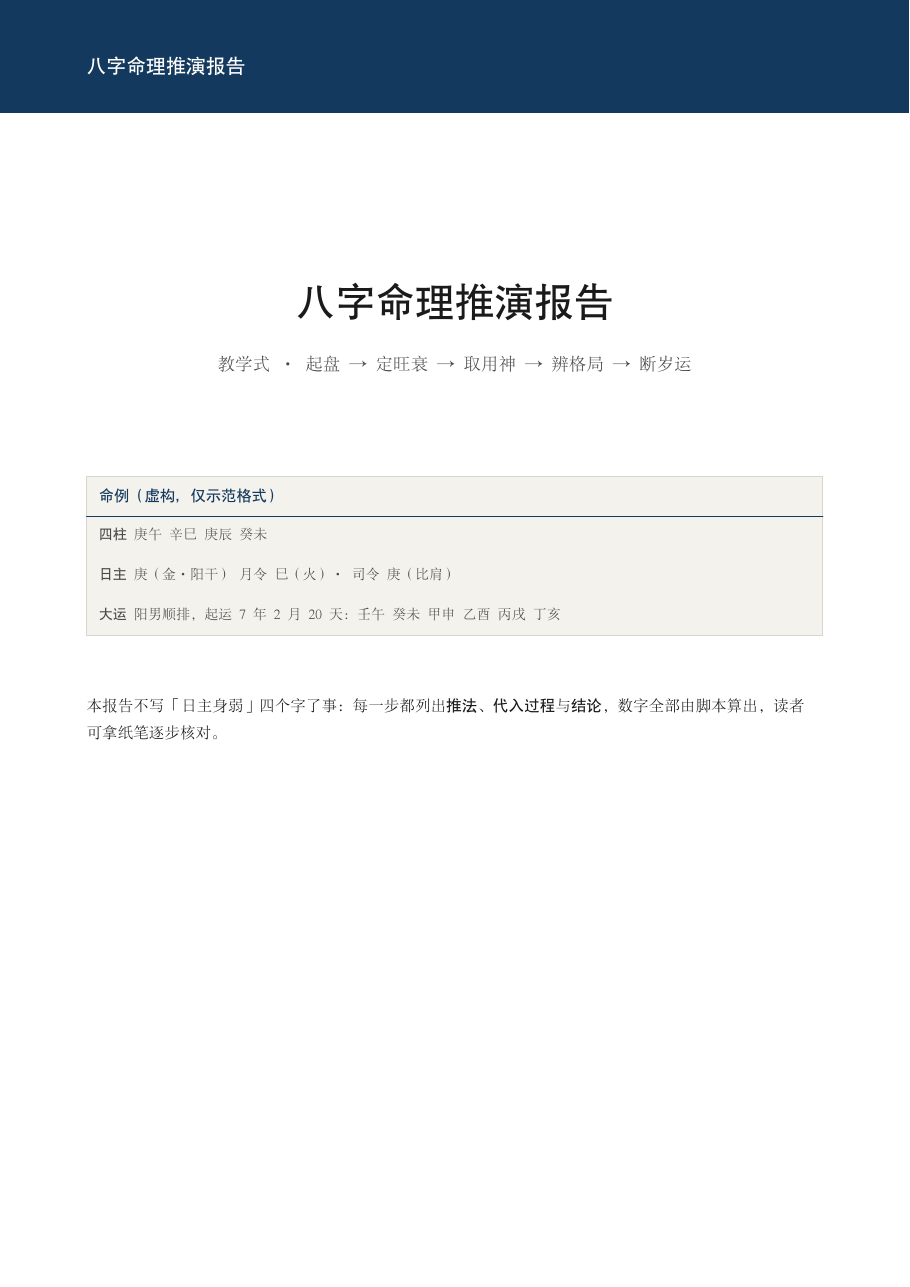 八字命理推演报告
八字命理推演报告
教学式 · 起盘 → 定旺衰 → 取用神 → 辨格局 → 断岁运
命例（虚构，仅示范格式）
四柱 庚午 辛巳 庚辰 癸未
日主 庚（金·阳干） 月令 巳（火）· 司令 庚（比肩）
大运 阳男顺排，起运 7 年 2 月 20 天：壬午 癸未 甲申 乙酉 丙戌 丁亥
本报告不写「日主身弱」四个字了事：每一步都列出推法、代入过程与结论，数字全部由脚本算出，读者
可拿纸笔逐步核对。